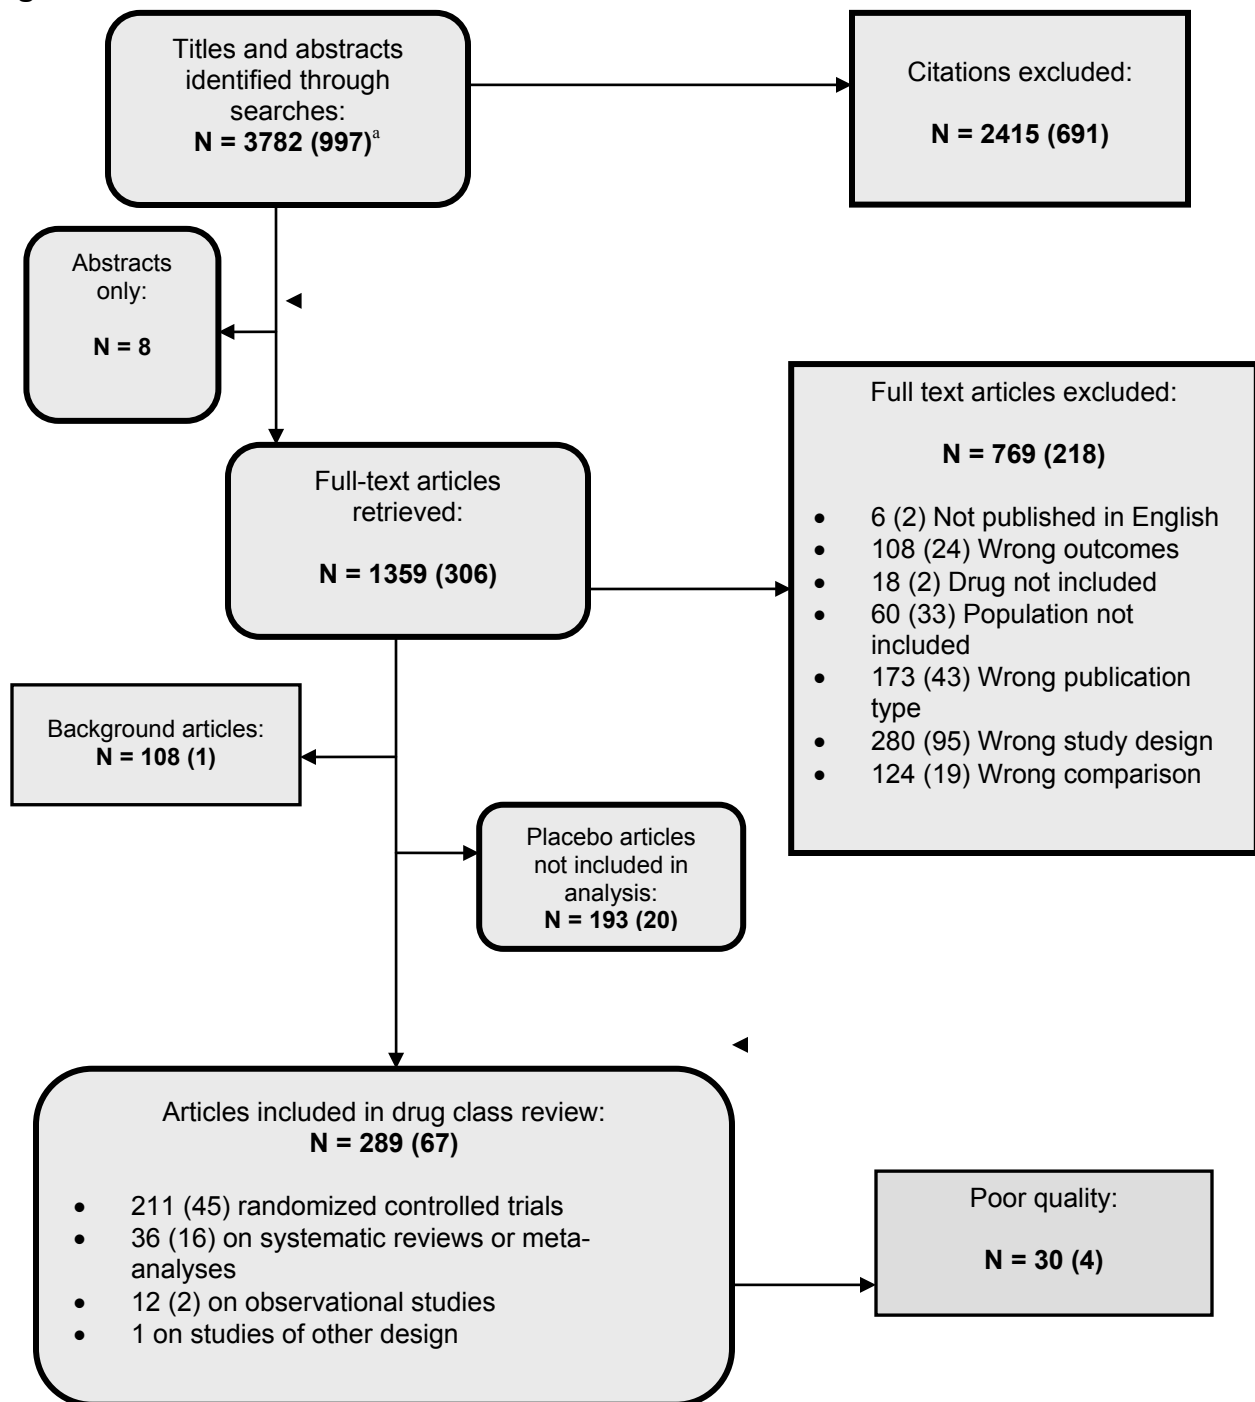 Titles and abstracts
identified through
searches:
N = 3782 (997)a
Citations excluded:
N = 2415 (691)
Abstracts
only:
N = 8
Full-text articles
retrieved:
N = 1359 (306)
Full text articles excluded:
N = 769 (218)
• 6 (2) Not published in English
• 108 (24) Wrong outcomes
• 18 (2) Drug not included
• 60 (33) Population not
included
• 173 (43) Wrong publication
type
• 280 (95) Wrong study design
• 124 (19) Wrong comparison
Background articles:
N = 108 (1)
Placebo articles
not included in
analysis:
N = 193 (20)
Articles included in drug class review:
N = 289 (67)
• 211 (45) randomized controlled trials
• 36 (16) on systematic reviews or meta-
analyses
• 12 (2) on observational studies
• 1 on studies of other design
Poor quality:
N = 30 (4)